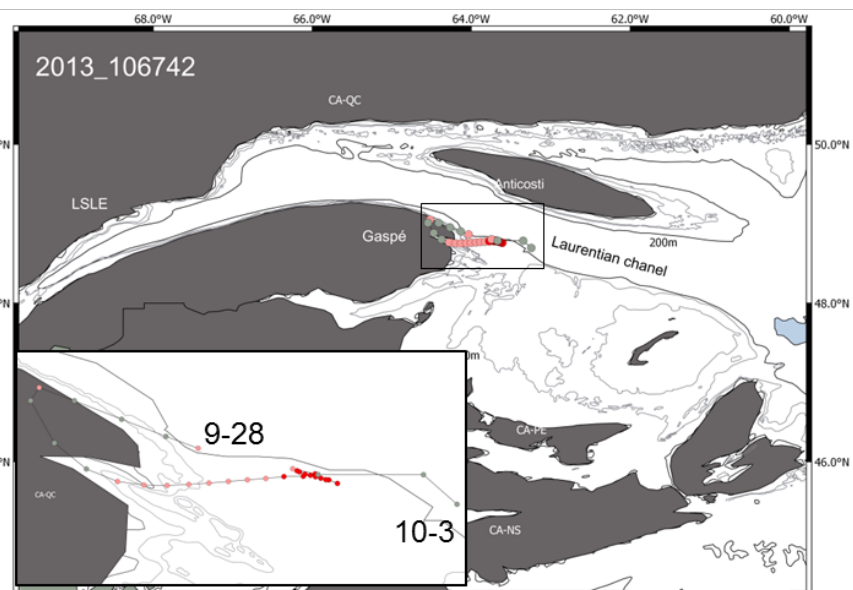 68.0°W 66.0°W 64.0°W 62.0°W 60.0°W
2013_106742
CA-QC
°N 50.0°N
Anticosti
LSLE
Gaspé
200m
Laurentian chanel
°N 48.0°N
0m
9-28
CA-PE
°N 46.0°N
CA-QC
10-3
CA-NS